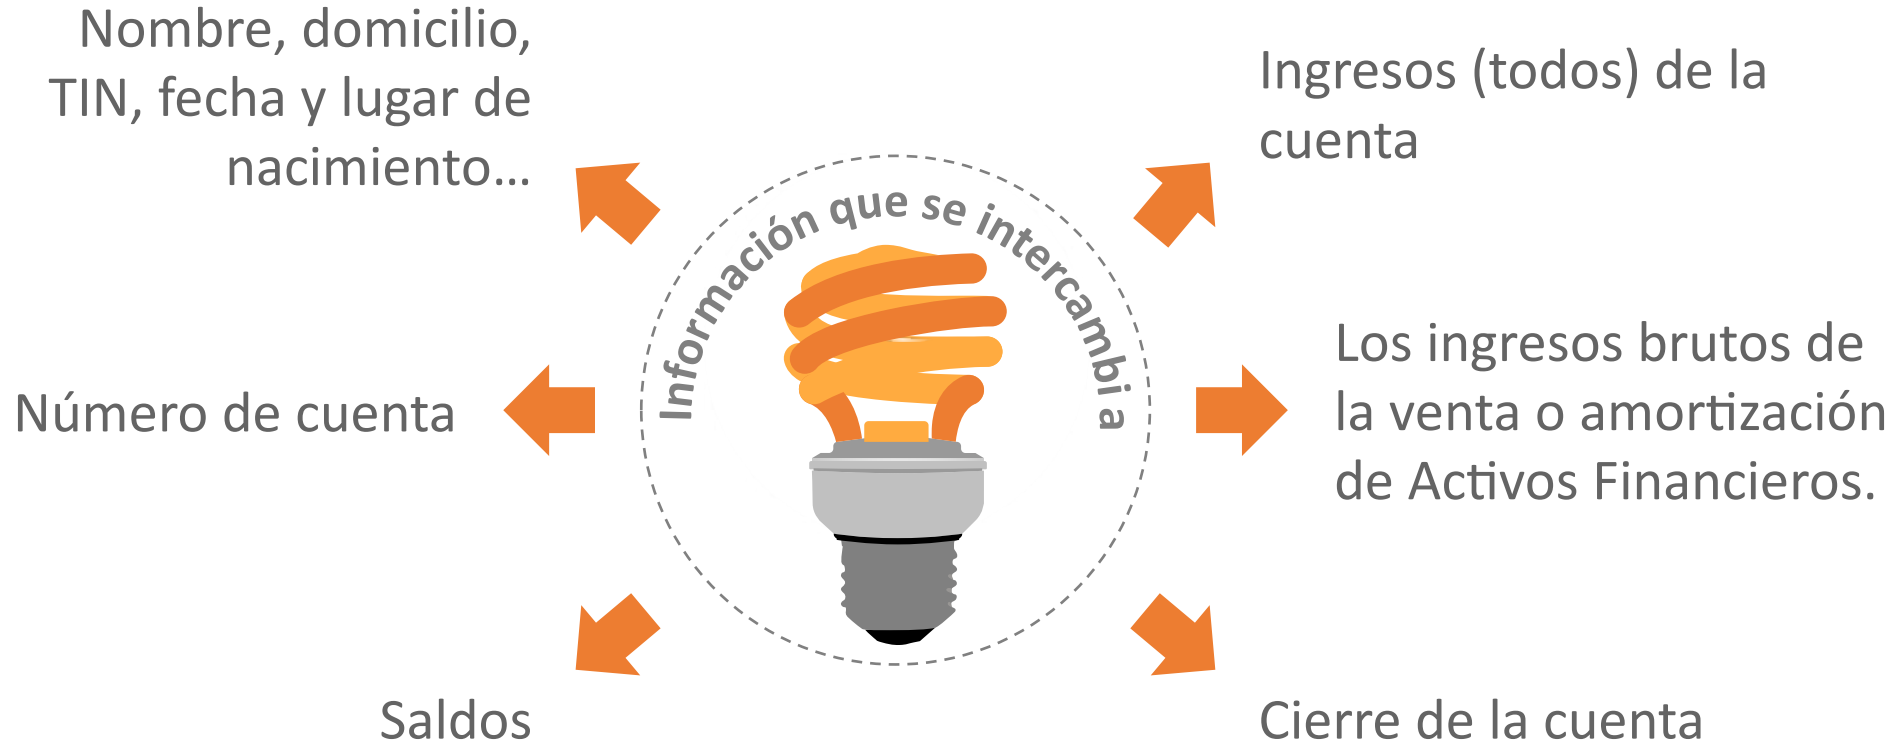 Nombre, domicilio,
TIN, fecha y lugar de
nacimiento...
Número de cuenta
Saldos
Información que se intercambi a
Ingresos (todos) de la
cuenta
Los ingresos brutos de
la venta o amortización
de Activos Financieros.
Cierre de la cuenta